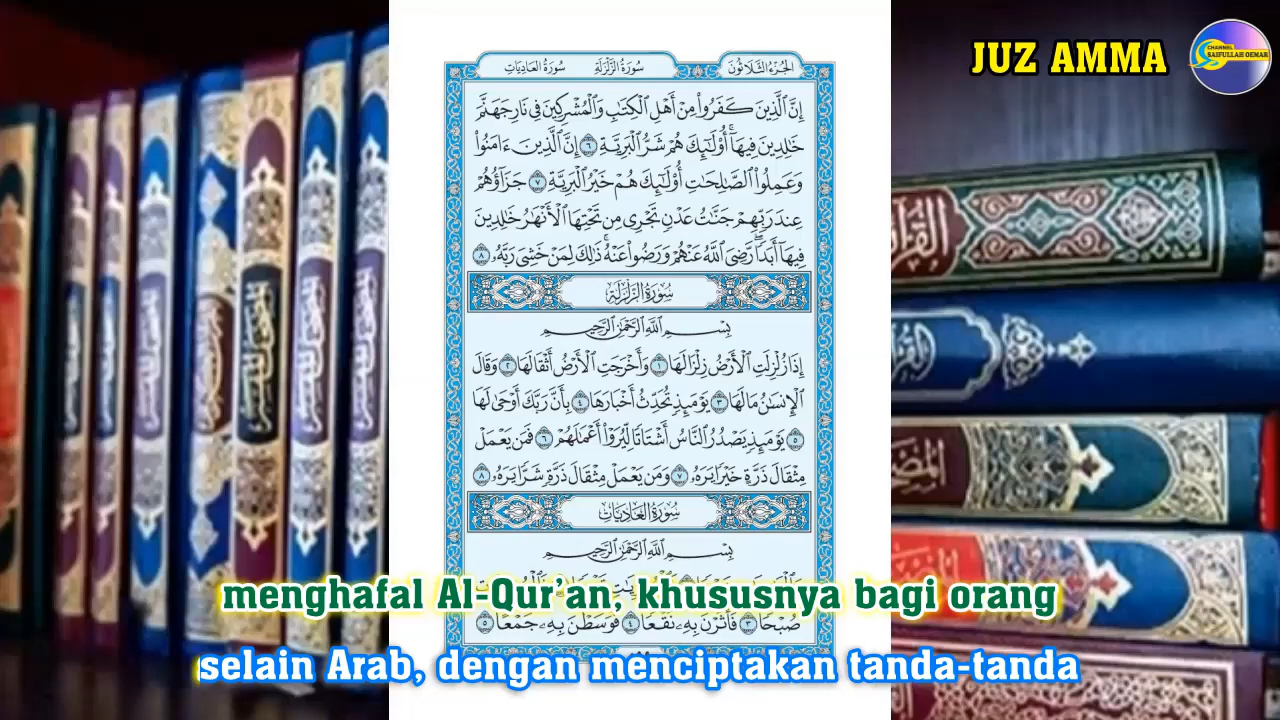 JUZ AMMA
CHANNEL
SAIFULLAH OEMAR
الجزء الثلاثون
سورة الزلزلة سورة العاديات
إِنَّ ٱلَّذِينَ كَفَرُوا۟ مِنْ أَهْلِ ٱلْكِتَٰبِ وَٱلْمُشْرِكِينَ فِي نَارِ جَهَنَّمَ
خَٰلِدِينَ فِيهَآ أُو۟لَٰٓئِكَ هُمْ شَرُّ ٱلْبَرِيَّةِ ٦ إِنَّ ٱلَّذِينَ ءَامَنُوا۟
وَعَمِلُوا۟ ٱلصَّٰلِحَٰتِ أُو۟لَٰٓئِكَ هُمْ خَيْرُ ٱلْبَرِيَّةِ ٧ جَزَآؤُهُمْ
عِندَ رَبِّهِمْ جَنَّٰتُ عَدْنٍ تَجْرِي مِن تَحْتِهَا ٱلْأَنْهَٰرُ خَٰلِدِينَ
فِيهَآ أَبَدًا رَّضِيَ ٱللَّهُ عَنْهُمْ وَرَضُوا۟ عَنْهُ ذَٰلِكَ لِمَنْ خَشِيَ رَبَّهُۥ ٨
سُورَةُ الزَّلْزَلَةِ
بِسْمِ ٱللَّهِ ٱلرَّحْمَٰنِ ٱلرَّحِيمِ
إِذَا زُلْزِلَتِ ٱلْأَرْضُ زِلْزَالَهَا ١ وَأَخْرَجَتِ ٱلْأَرْضُ أَثْقَالَهَا ٢ وَقَالَ
ٱلْإِنسَٰنُ مَا لَهَا ٣ يَوْمَئِذٍ تُحَدِّثُ أَخْبَارَهَا ٤ بِأَنَّ رَبَّكَ أَوْحَىٰ لَهَا
٥ يَوْمَئِذٍ يَصْدُرُ ٱلنَّاسُ أَشْتَاتًا لِّيُرَوْا۟ أَعْمَٰلَهُمْ ٦ فَمَن يَعْمَلْ
مِثْقَالَ ذَرَّةٍ خَيْرًا يَرَهُۥ ٧ وَمَن يَعْمَلْ مِثْقَالَ ذَرَّةٍ شَرًّا يَرَهُۥ ٨
سُورَةُ العَادِيَاتِ
بِسْمِ ٱللَّهِ ٱلرَّحْمَٰنِ ٱلرَّحِيمِ
menghafal Al-Qur’an, khususnya bagi orang
صُبْحًا ٣ فَأَثَرْنَ بِهِۦ نَقْعًا ٤ فَوَسَطْنَ بِهِۦ جَمْعًا ٥
selain Arab, dengan menciptakan tanda-tanda